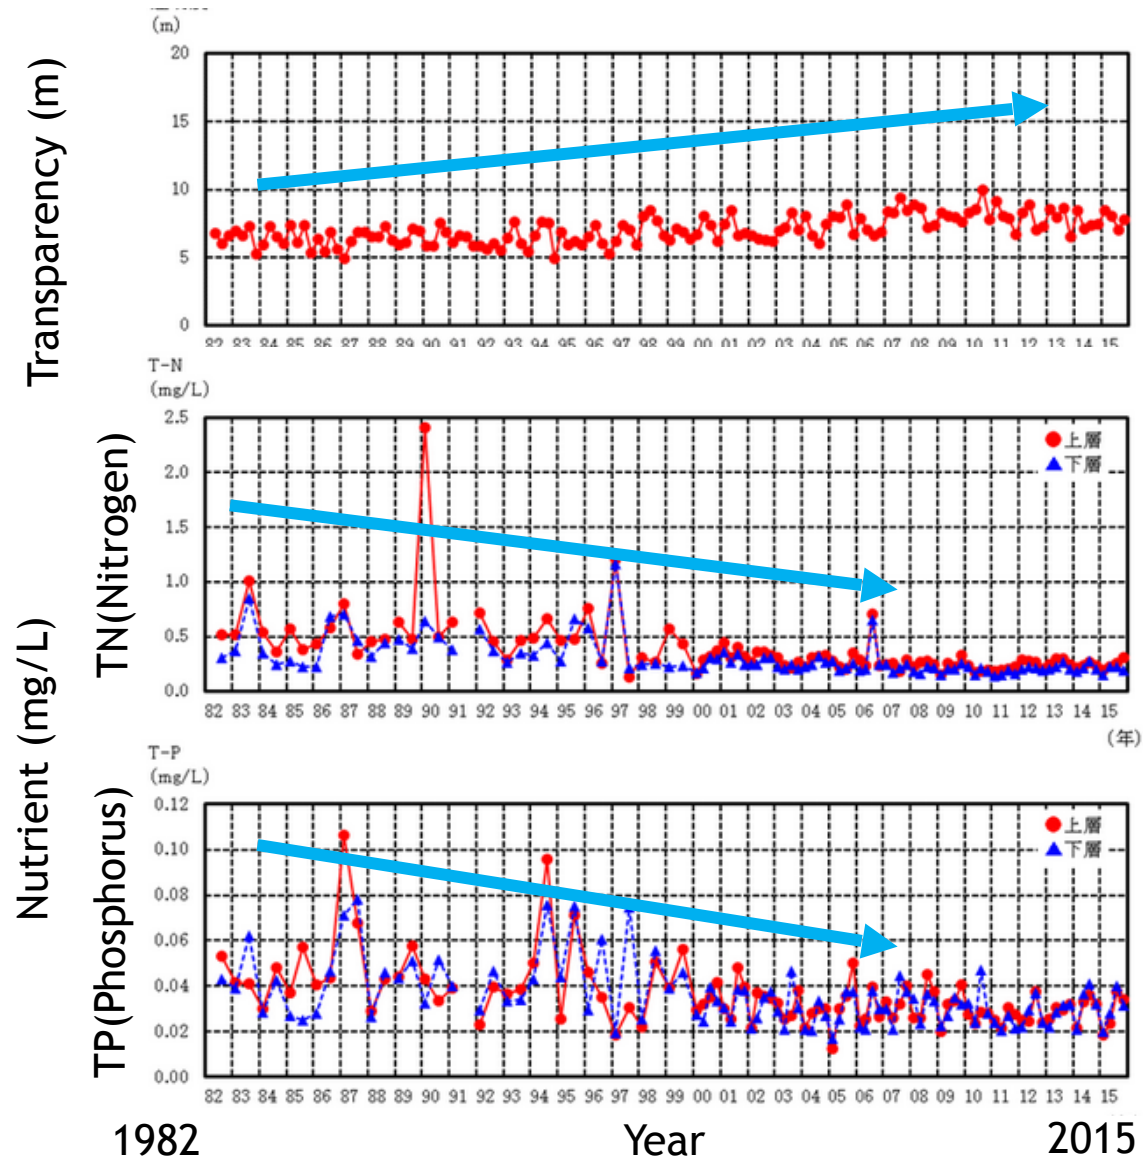 (m)
Transparency (m)
20
15
10
5
0
82 83 84 85 86 87 88 89 90 91 92 93 94 95 96 97 98 99 00 01 02 03 04 05 06 07 08 09 10 11 12 13 14 15
T-N
(mg/L)
Nutrient (mg/L)
TN(Nitrogen)
2.5
2.0
1.5
1.0
0.5
0.0
上層
下層
82 83 84 85 86 87 88 89 90 91 92 93 94 95 96 97 98 99 00 01 02 03 04 05 06 07 08 09 10 11 12 13 14 15
(年)
T-P
(mg/L)
TP(Phosphorus)
0.12
0.10
0.08
0.06
0.04
0.02
0.00
上層
下層
82 83 84 85 86 87 88 89 90 91 92 93 94 95 96 97 98 99 00 01 02 03 04 05 06 07 08 09 10 11 12 13 14 15
1982 Year 2015